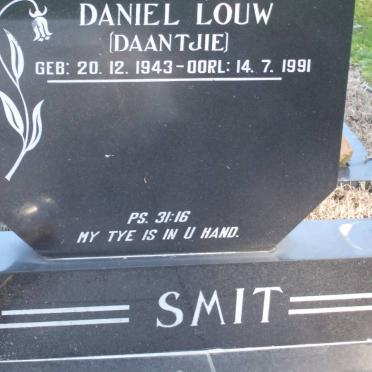 DANIEL LOUW
(DAANTJIE)
GEB: 20. 12. 1943 - OORL: 14. 7. 1991
PS. 31:16
MY TYE IS IN U HAND.
SMIT